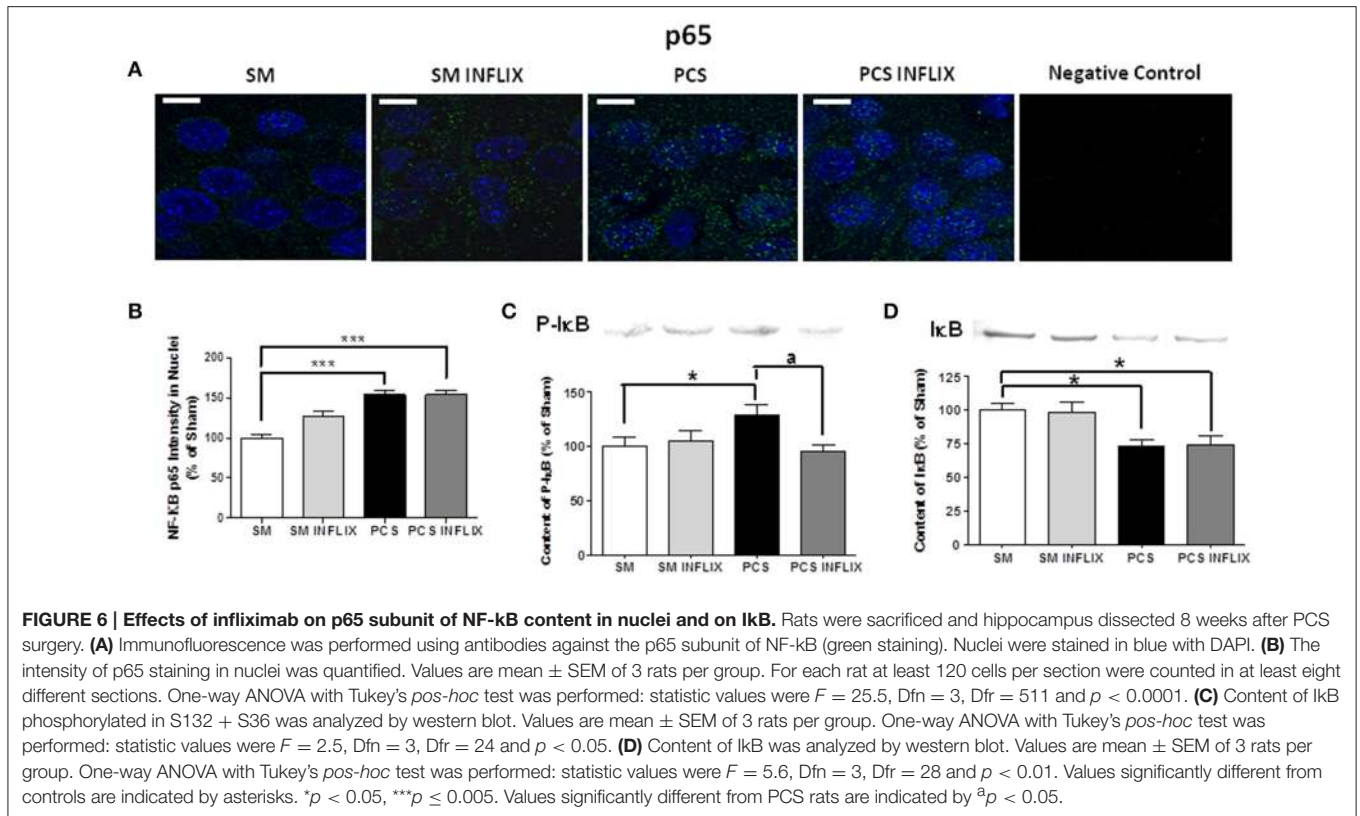 p65
A
SM
SM INFLIX
PCS
PCS INFLIX
Negative Control
B
NF-KB p65 Intensity in Nuclei
(% of Sham)
200
150
100
50
0
SM
SM INFLIX
PCS
PCS INFLIX
***
***
C
P-IκB
Content of P-IκB (% of Sham)
150
100
50
0
SM
SM INFLIX
PCS
PCS INFLIX
*
a
D
IκB
Content of IκB (% of Sham)
125
100
75
50
25
0
SM
SM INFLIX
PCS
PCS INFLIX
*
*
FIGURE 6 | Effects of infliximab on p65 subunit of NF-kB content in nuclei and on IkB. Rats were sacrificed and hippocampus dissected 8 weeks after PCS
surgery. (A) Immunofluorescence was performed using antibodies against the p65 subunit of NF-kB (green staining). Nuclei were stained in blue with DAPI. (B) The
intensity of p65 staining in nuclei was quantified. Values are mean ± SEM of 3 rats per group. For each rat at least 120 cells per section were counted in at least eight
different sections. One-way ANOVA with Tukey's pos-hoc test was performed: statistic values were F = 25.5, Dfn = 3, Dfr = 511 and p < 0.0001. (C) Content of IkB
phosphorylated in S132 + S36 was analyzed by western blot. Values are mean ± SEM of 3 rats per group. One-way ANOVA with Tukey's pos-hoc test was
performed: statistic values were F = 2.5, Dfn = 3, Dfr = 24 and p < 0.05. (D) Content of IkB was analyzed by western blot. Values are mean ± SEM of 3 rats per
group. One-way ANOVA with Tukey's pos-hoc test was performed: statistic values were F = 5.6, Dfn = 3, Dfr = 28 and p < 0.01. Values significantly different from
controls are indicated by asterisks. *p < 0.05, ***p ≤ 0.005. Values significantly different from PCS rats are indicated by ᵃp < 0.05.